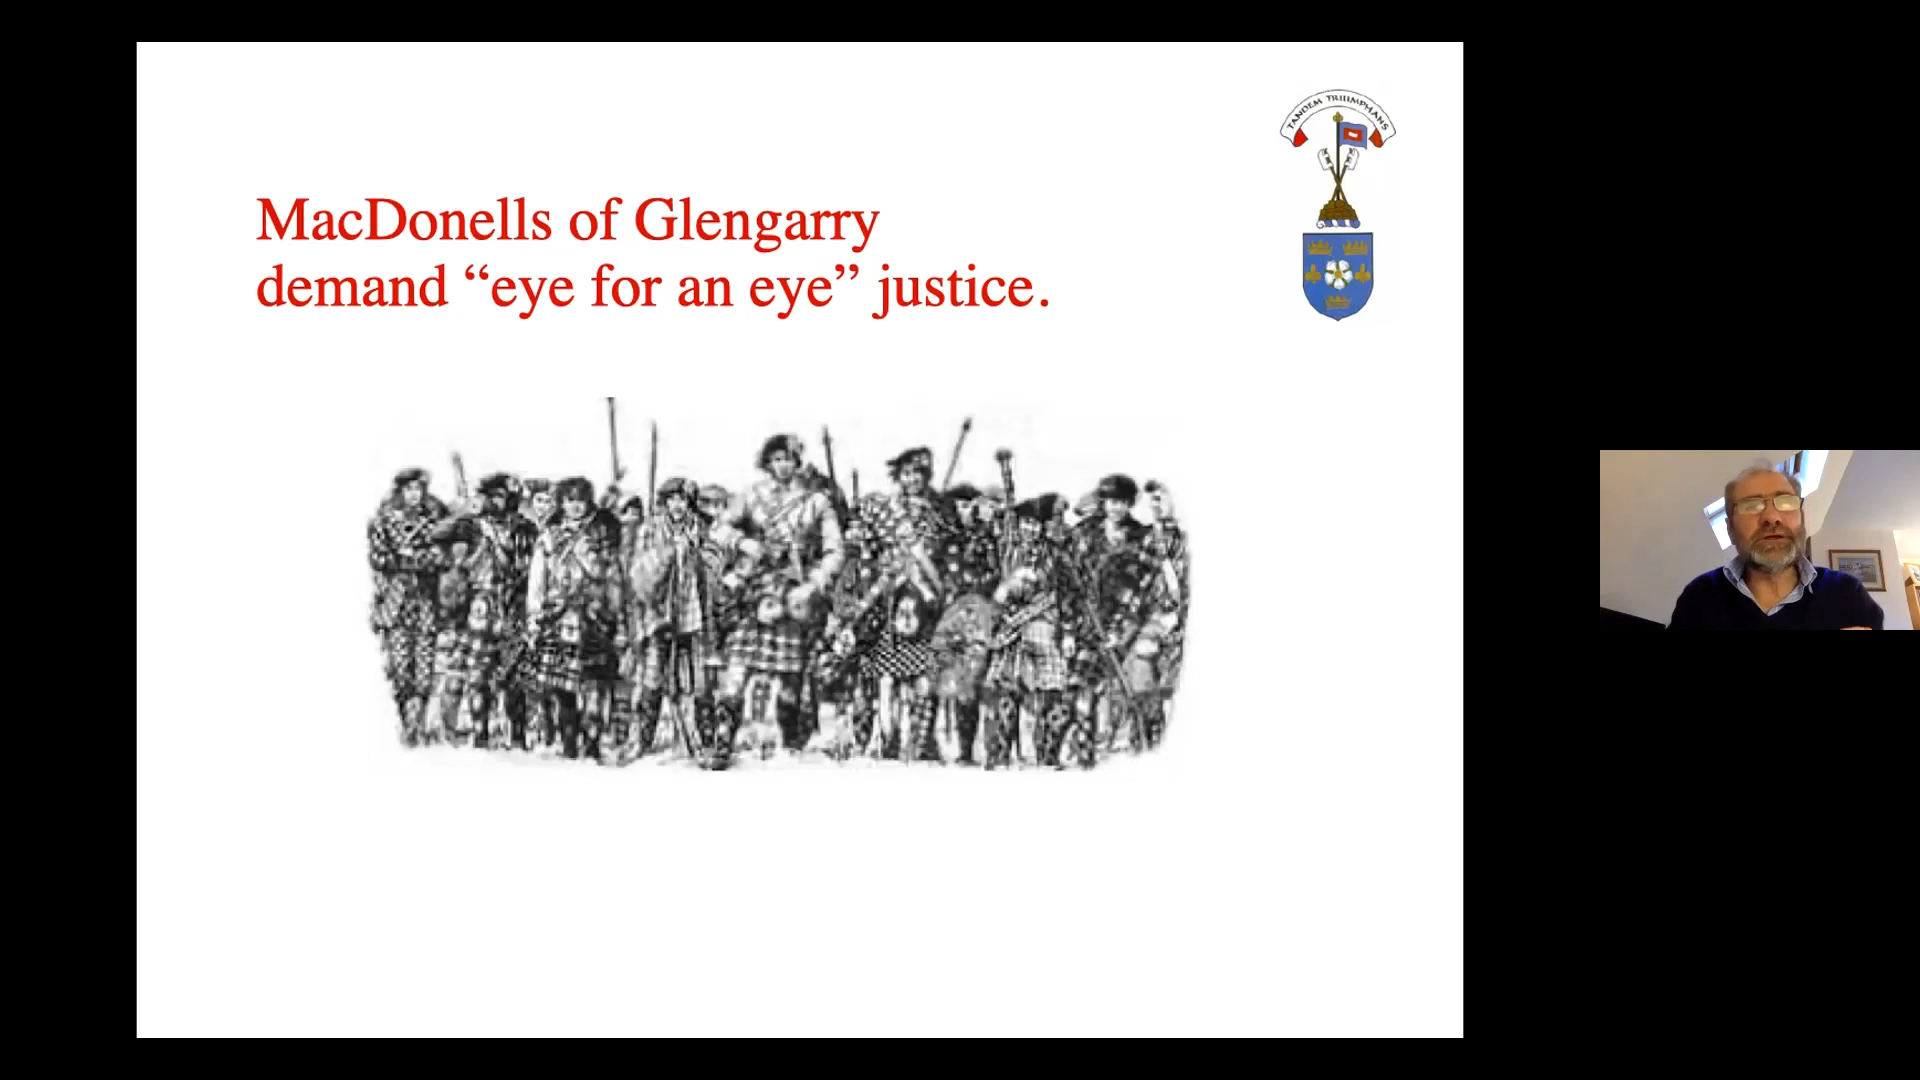 TANDEM TRIUMPHANS
MacDonells of Glengarry
demand “eye for an eye” justice.